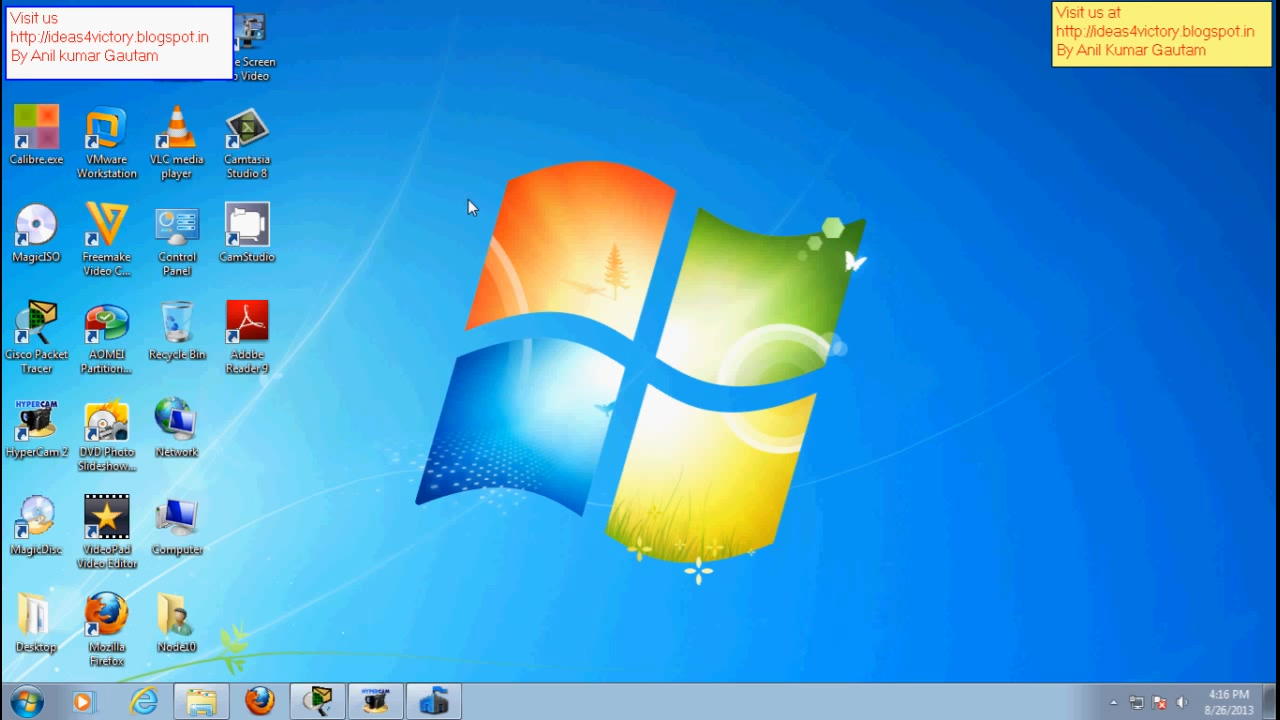 Visit us
http://ideas4victory.blogspot.in
By Anil kumar Gautam
Visit us at
http://ideas4victory.blogspot.in
By Anil Kumar Gautam
e Screen
o Video
Calibre.exe
VMware
Workstation
VLC media
player
Camtasia
Studio 8
MagicISO
Freemake
Video C...
Control
Panel
CamStudio
Cisco Packet
Tracer
AOMEI
Partition...
Recycle Bin
Adobe
Reader 9
HYPERCAM
HyperCam 2
DVD Photo
Slideshow...
Network
MagicDisc
VideoPad
Video Editor
Computer
Desktop
Mozilla
Firefox
Node10
HYPERCAM
4:16 PM
8/26/2013